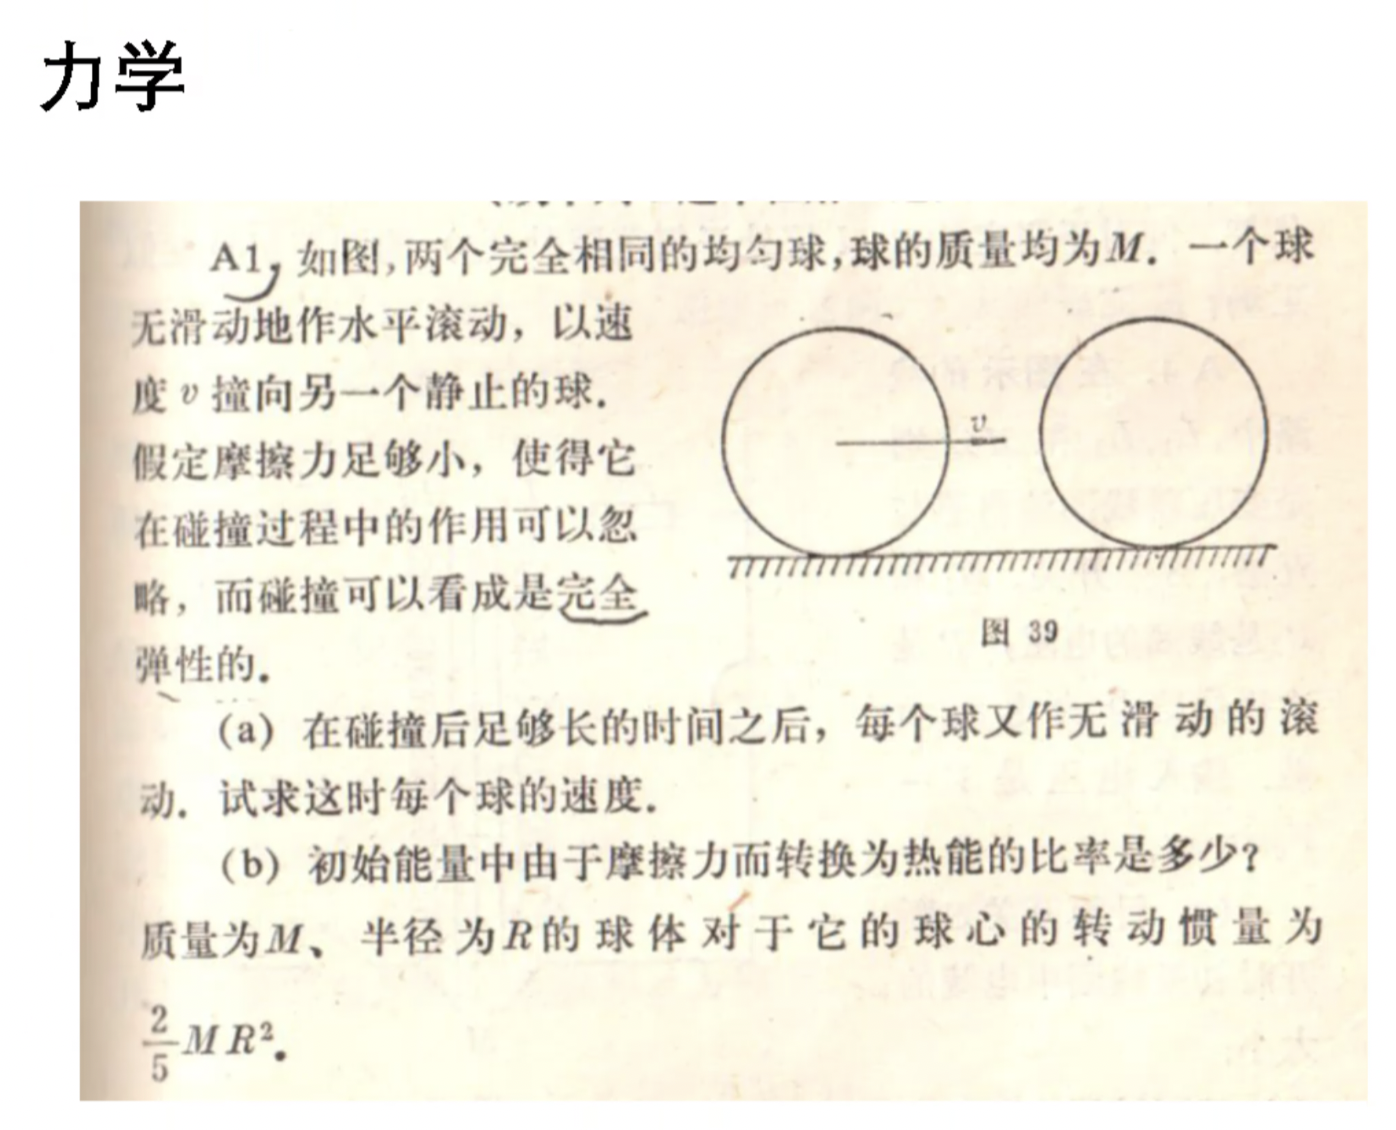 力学
A1, 如图,两个完全相同的均匀球,球的质量均为M. 一个球
无滑动地作水平滚动, 以速
度 v 撞向另一个静止的球.
假定摩擦力足够小, 使得它
在碰撞过程中的作用可以忽
略, 而碰撞可以看成是完全
弹性的.
v
图 39
(a) 在碰撞后足够长的时间之后, 每个球又作无滑动的滚
动. 试求这时每个球的速度.
(b) 初始能量中由于摩擦力而转换为热能的比率是多少?
质量为M、半径为R的球体对于它的球心的转动惯量为
2/5 MR².